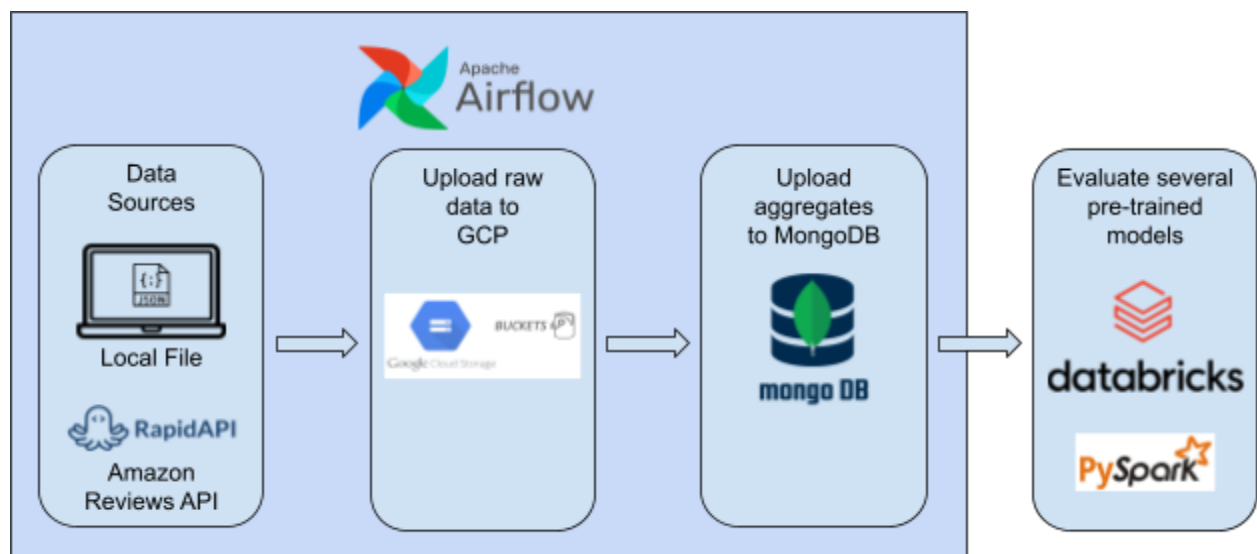 Apache
Airflow
Data
Sources
{:}
JSON
Local File
RapidAPI
Amazon
Reviews API
Upload raw
data to
GCP
BUCKETS
Google Cloud Storage
Upload
aggregates
to MongoDB
mongo DB
Evaluate several
pre-trained
models
databricks
PySpark